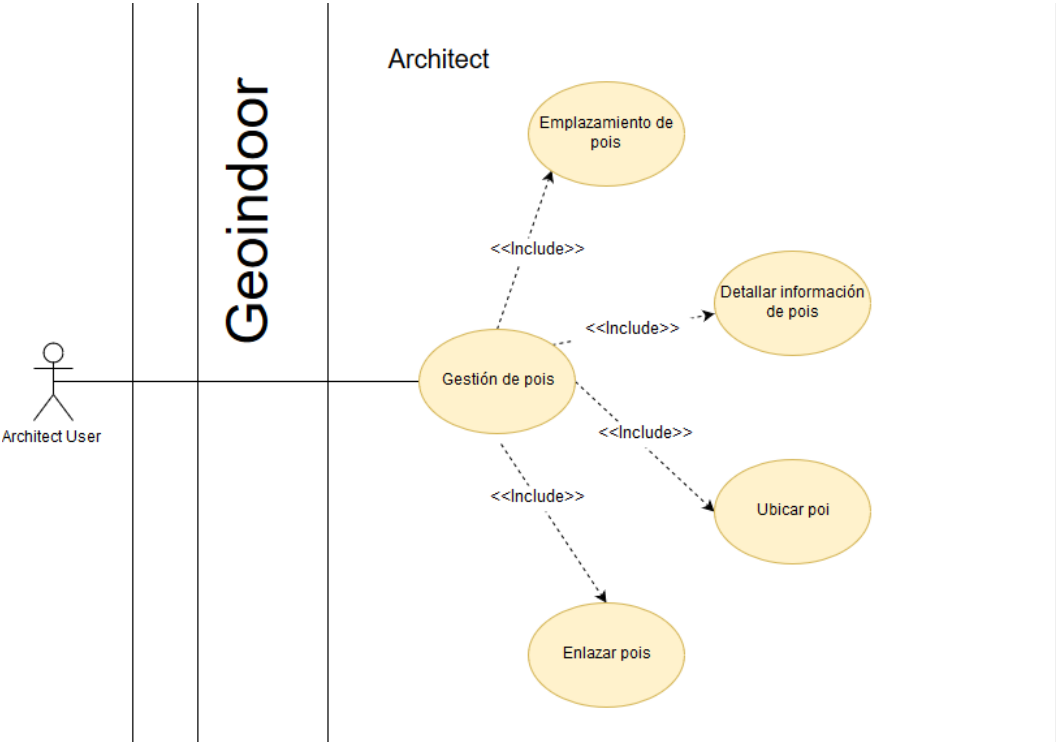 Architect
Geoindoor
Emplazamiento de
pois
<<Include>>
Detallar información
de pois
<<Include>>
Gestión de pois
Architect User
<<Include>>
<<Include>>
Ubicar poi
Enlazar pois